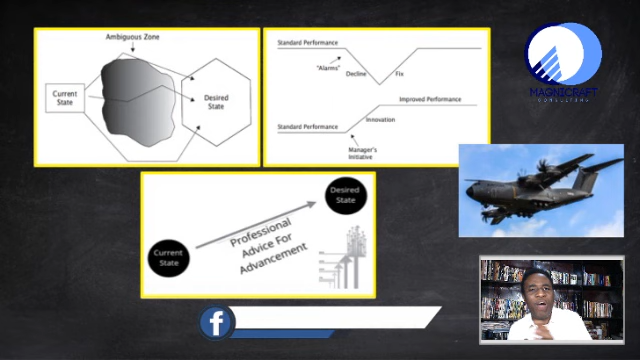 Ambiguous Zone
Current
State
Desired
State
Standard Performance
"Alarms"
Decline
Fix
Improved Performance
Innovation
Standard Performance
Manager's
Initiative
MAGNICRAFT
CONSULTING
Desired
State
Professional
Advice For
Advancement
Current
State
f